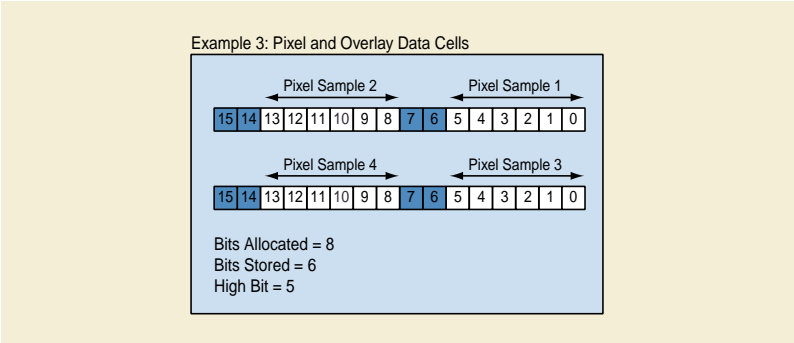 Example 3: Pixel and Overlay Data Cells
Pixel Sample 2 Pixel Sample 1
15 14 13 12 11 10 9 8 7 6 5 4 3 2 1 0
Pixel Sample 4 Pixel Sample 3
15 14 13 12 11 10 9 8 7 6 5 4 3 2 1 0
Bits Allocated = 8
Bits Stored = 6
High Bit = 5